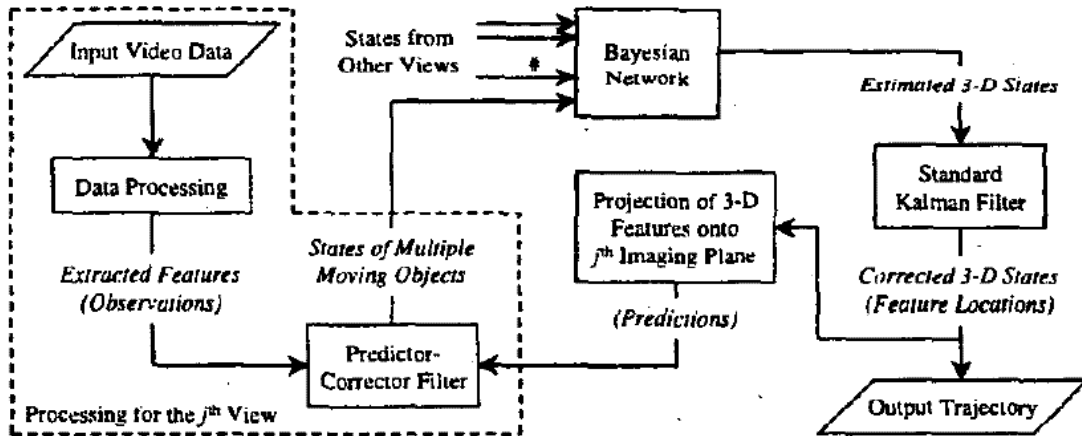 Input Video Data
Data Processing
Extracted Features
(Observations)
Processing for the jth View
States of Multiple
Moving Objects
Predictor-
Corrector Filter
States from
Other Views
#
Bayesian
Network
Projection of 3-D
Features onto
jth Imaging Plane
(Predictions)
Estimated 3-D States
Standard
Kalman Filter
Corrected 3-D States
(Feature Locations)
Output Trajectory